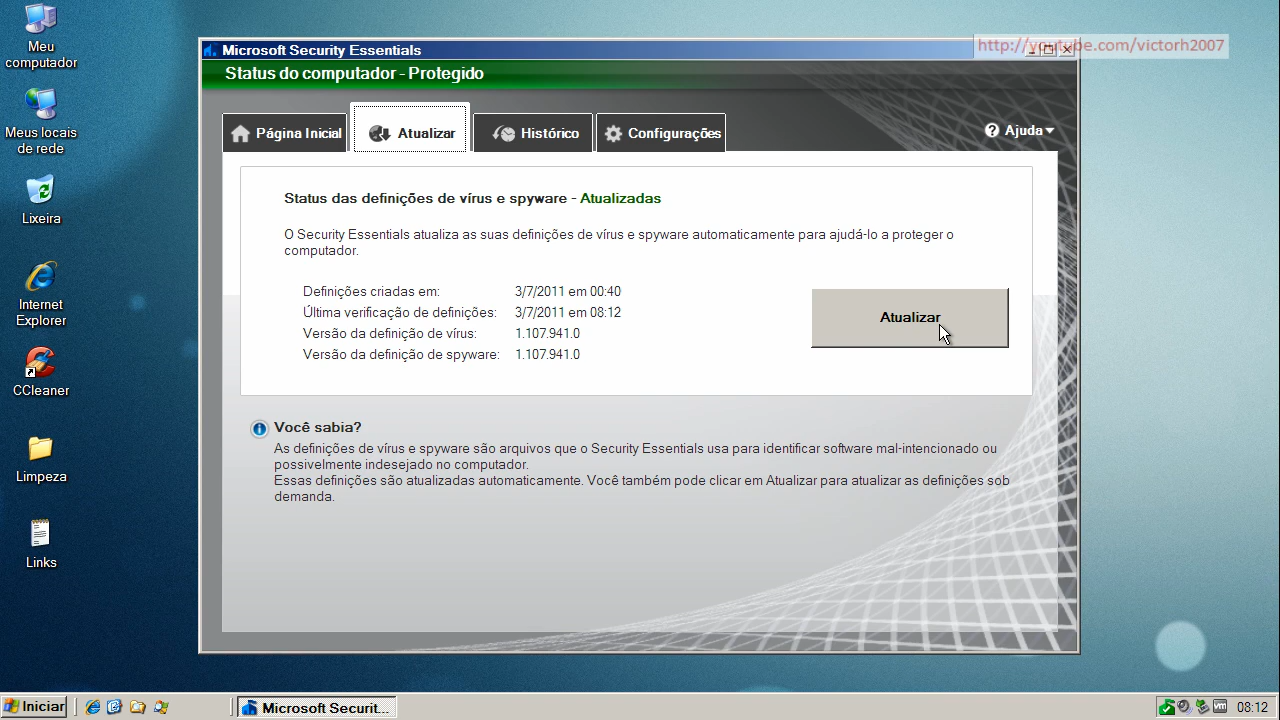 Meu
computador
Meus locais
de rede
Lixeira
Internet
Explorer
CCleaner
Limpeza
Links
Microsoft Security Essentials
http://youtube.com/victorh2007
Status do computador - Protegido
Página Inicial
Atualizar
Histórico
Configurações
Ajuda
Status das definições de vírus e spyware - Atualizadas
O Security Essentials atualiza as suas definições de vírus e spyware automaticamente para ajudá-lo a proteger o
computador.
Definições criadas em: 3/7/2011 em 00:40
Última verificação de definições: 3/7/2011 em 08:12
Versão da definição de vírus: 1.107.941.0
Versão da definição de spyware: 1.107.941.0
Atualizar
Você sabia?
As definições de vírus e spyware são arquivos que o Security Essentials usa para identificar software mal-intencionado ou
possivelmente indesejado no computador.
Essas definições são atualizadas automaticamente. Você também pode clicar em Atualizar para atualizar as definições sob
demanda.
Iniciar
Microsoft Securit...
vm
08:12